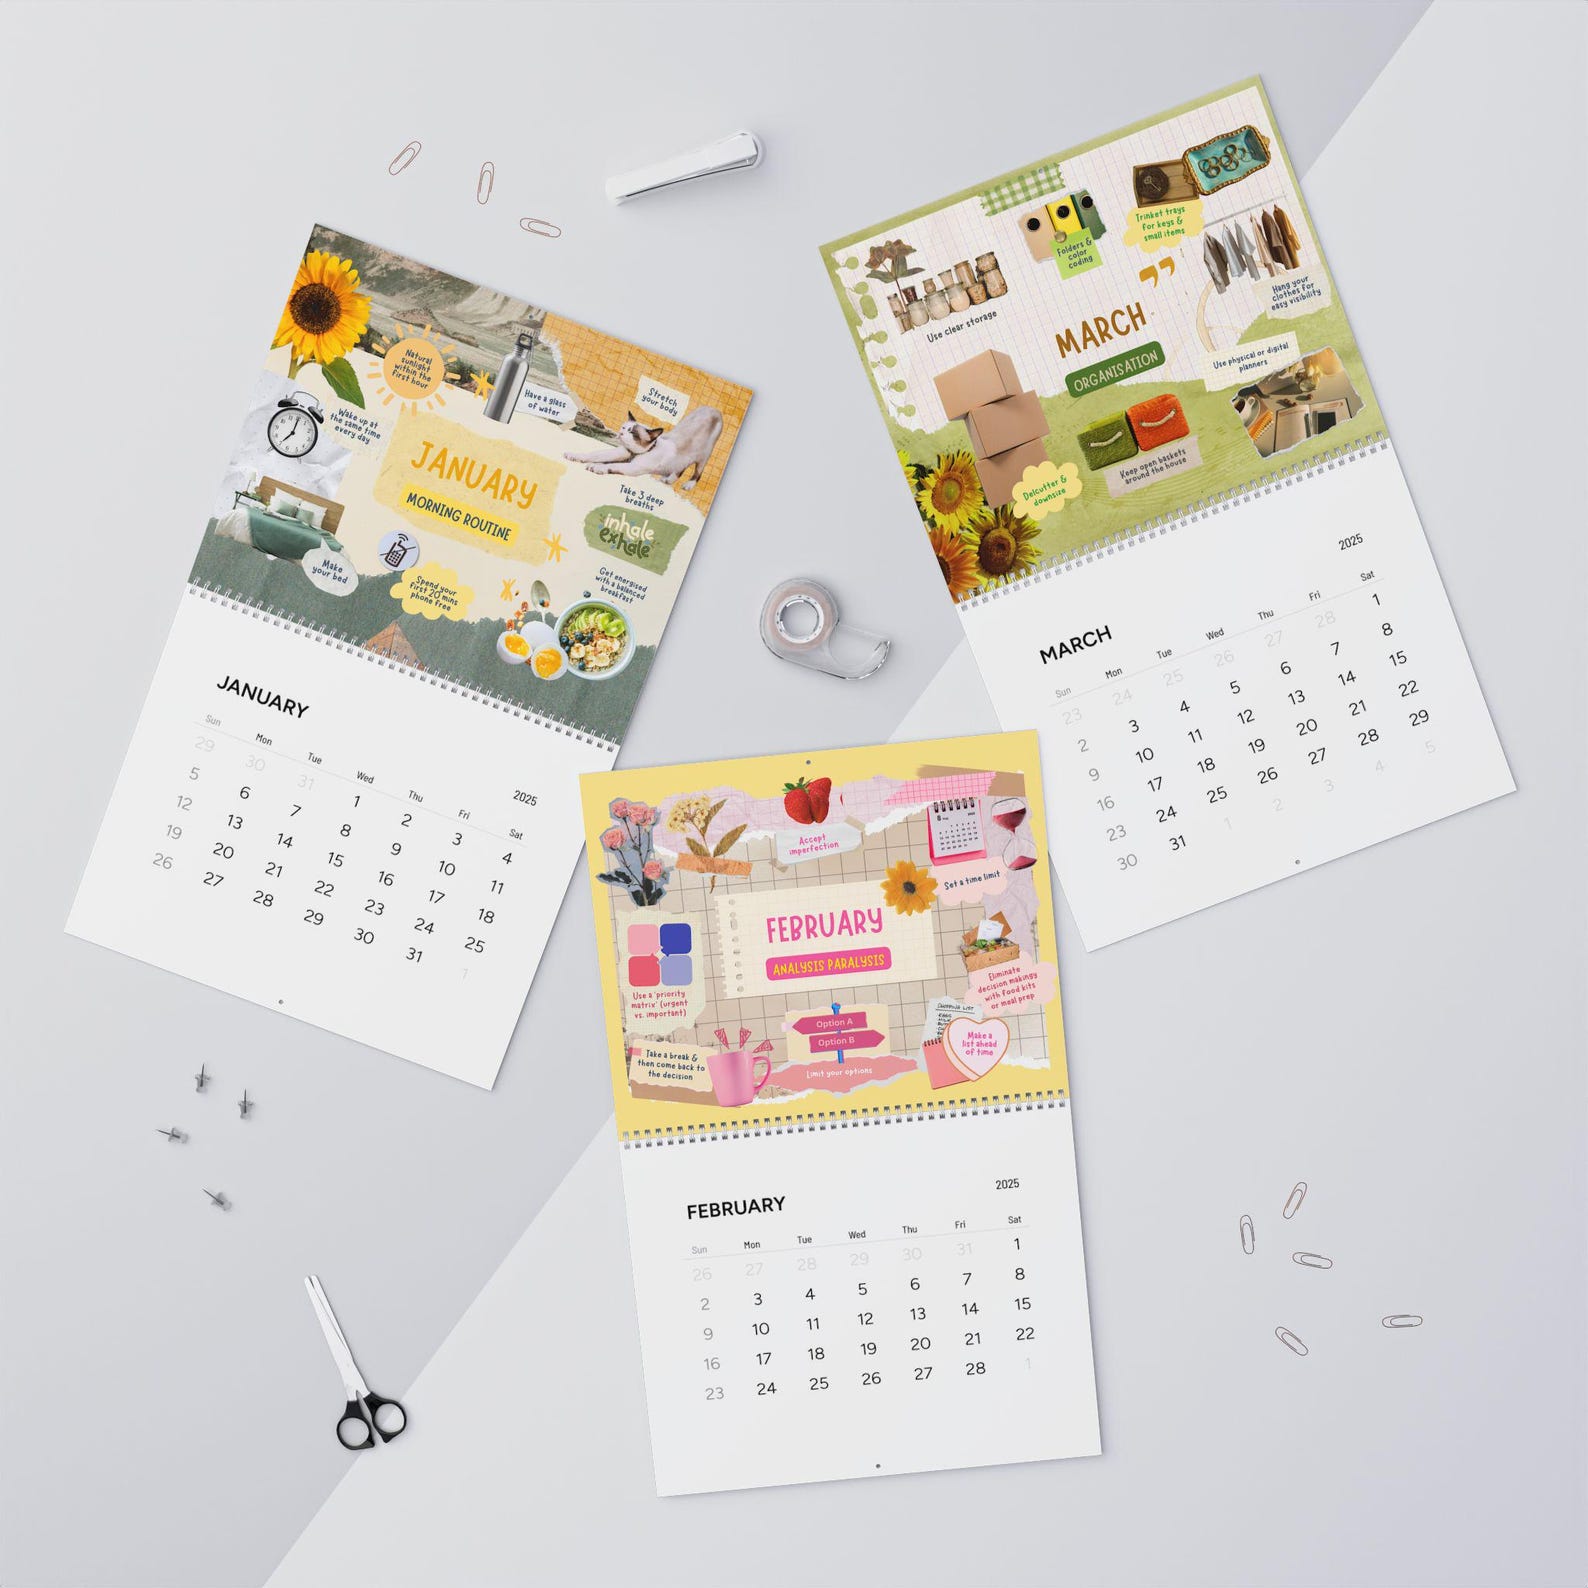 Natural
sunlight
within the
first hour
Have a glass
of water
Stretch
your body
Wake up at
the same time
every day
JANUARY
MORNING ROUTINE
Take 3 deep
breaths
inhale
exhale
Make
your bed
Spend your
first 20 mins
phone free
Get energised
with a balanced
breakfast
JANUARY
2025
Sun Mon Tue Wed Thu Fri Sat
29 30 31 1 2 3 4
5 6 7 8 9 10 11
12 13 14 15 16 17 18
19 20 21 22 23 24 25
26 27 28 29 30 31 1
Trinket trays
for keys &
small items
Folders &
color
coding
Use clear storage
Hang your
clothes for
easy visibility
MARCH
ORGANISATION
Use physical or digital
planners
Keep open baskets
around the house
Delcutter &
downsize
MARCH
2025
Sun Mon Tue Wed Thu Fri Sat
23 24 25 26 27 28 1
2 3 4 5 6 7 8
9 10 11 12 13 14 15
16 17 18 19 20 21 22
23 24 25 26 27 28 29
30 31 1 2 3 4 5
Accept
imperfection
Set a time limit
FEBRUARY
ANALYSIS PARALYSIS
Use a 'priority
matrix' (urgent
vs. important)
Eliminate
decision makingy
with food kits
or meal prep
Take a break &
then come back to
the decision
Option A
Option B
Limit your options
SHOPPING LIST
EGGS
MILK
Make a
list ahead
of time
FEBRUARY
2025
Sun Mon Tue Wed Thu Fri Sat
26 27 28 29 30 31 1
2 3 4 5 6 7 8
9 10 11 12 13 14 15
16 17 18 19 20 21 22
23 24 25 26 27 28 1